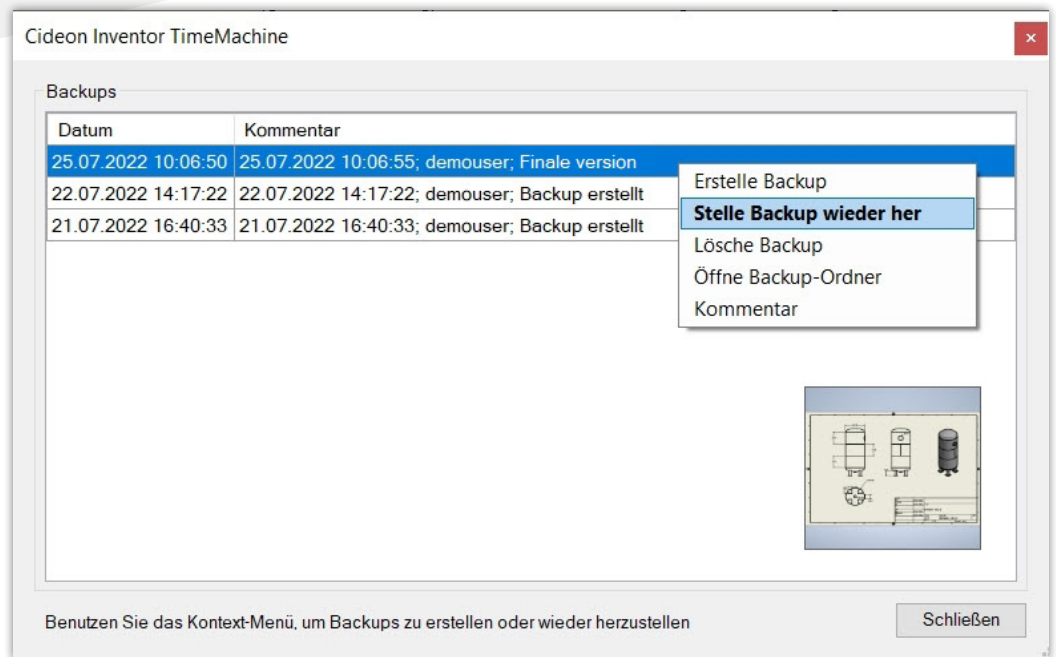 Cideon Inventor TimeMachine
Backups
Datum Kommentar
25.07.2022 10:06:50 25.07.2022 10:06:55; demouser; Finale version
22.07.2022 14:17:22 22.07.2022 14:17:22; demouser; Backup erstellt
21.07.2022 16:40:33 21.07.2022 16:40:33; demouser; Backup erstellt
Erstelle Backup
Stelle Backup wieder her
Lösche Backup
Öffne Backup-Ordner
Kommentar
Benutzen Sie das Kontext-Menü, um Backups zu erstellen oder wieder herzustellen
Schließen